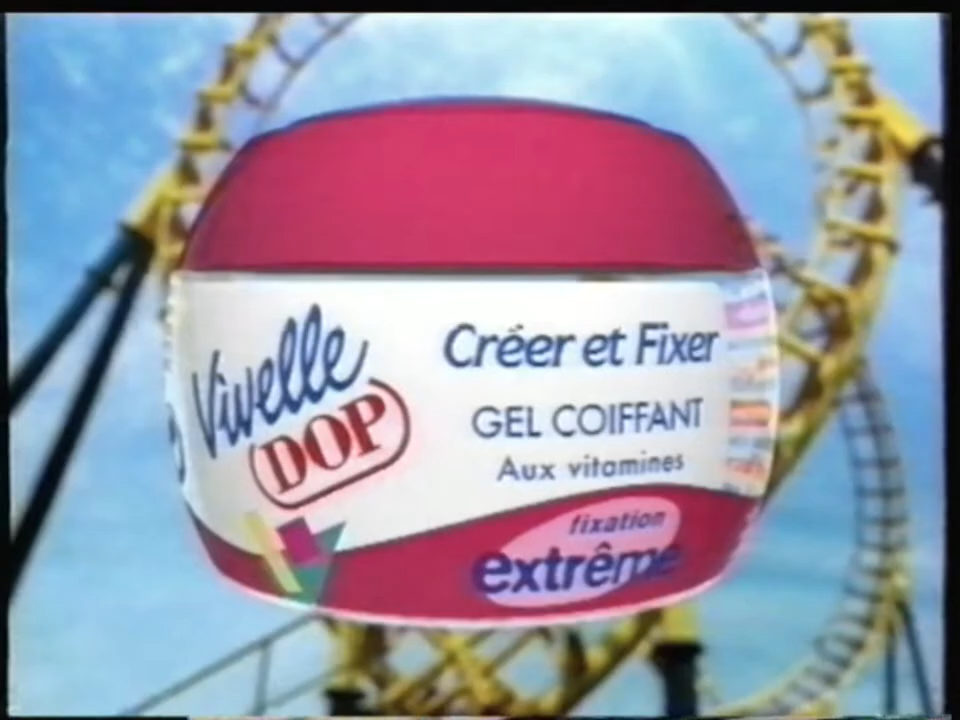 Vivelle
DOP
Créer et Fixer
GEL COIFFANT
Aux vitamines
fixation
extrême